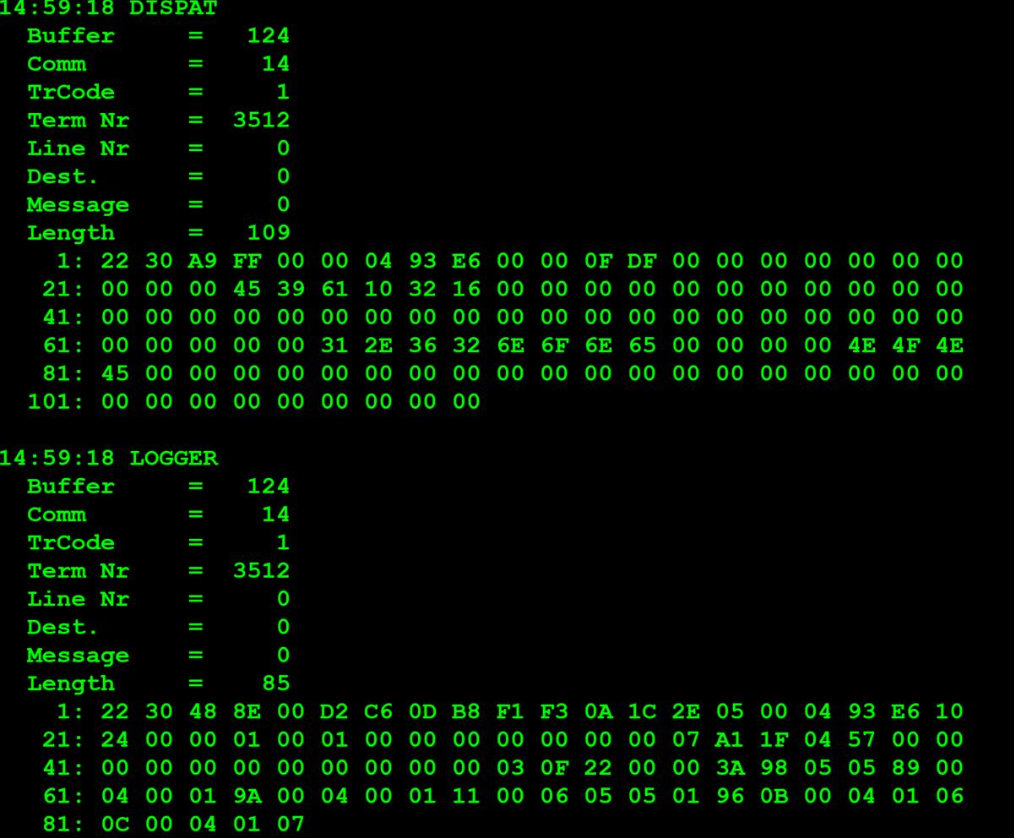 14:59:18 DISPAT
Buffer = 124
Comm = 14
TrCode = 1
Term Nr = 3512
Line Nr = 0
Dest. = 0
Message = 0
Length = 109
1: 22 30 A9 FF 00 00 04 93 E6 00 00 0F DF 00 00 00 00 00 00 00
21: 00 00 00 45 39 61 10 32 16 00 00 00 00 00 00 00 00 00 00 00
41: 00 00 00 00 00 00 00 00 00 00 00 00 00 00 00 00 00 00 00 00
61: 00 00 00 00 00 31 2E 36 32 6E 6F 6E 65 00 00 00 00 4E 4F 4E
81: 45 00 00 00 00 00 00 00 00 00 00 00 00 00 00 00 00 00 00 00
101: 00 00 00 00 00 00 00 00 00
14:59:18 LOGGER
Buffer = 124
Comm = 14
TrCode = 1
Term Nr = 3512
Line Nr = 0
Dest. = 0
Message = 0
Length = 85
1: 22 30 48 8E 00 D2 C6 0D B8 F1 F3 0A 1C 2E 05 00 04 93 E6 10
21: 24 00 00 01 00 01 00 00 00 00 00 00 00 07 A1 1F 04 57 00 00
41: 00 00 00 00 00 00 00 00 00 03 0F 22 00 00 3A 98 05 05 89 00
61: 04 00 01 9A 00 04 00 01 11 00 06 05 05 01 96 0B 00 04 01 06
81: 0C 00 04 01 07